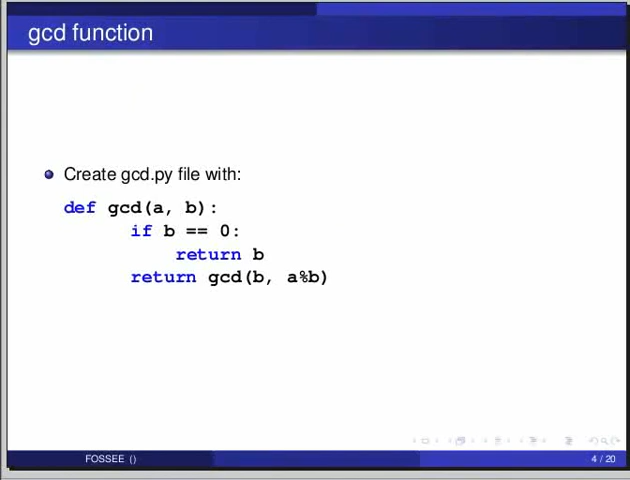 gcd function
Create gcd.py file with:
def gcd(a, b):
if b == 0:
return b
return gcd(b, a%b)
FOSSEE ()
4 / 20